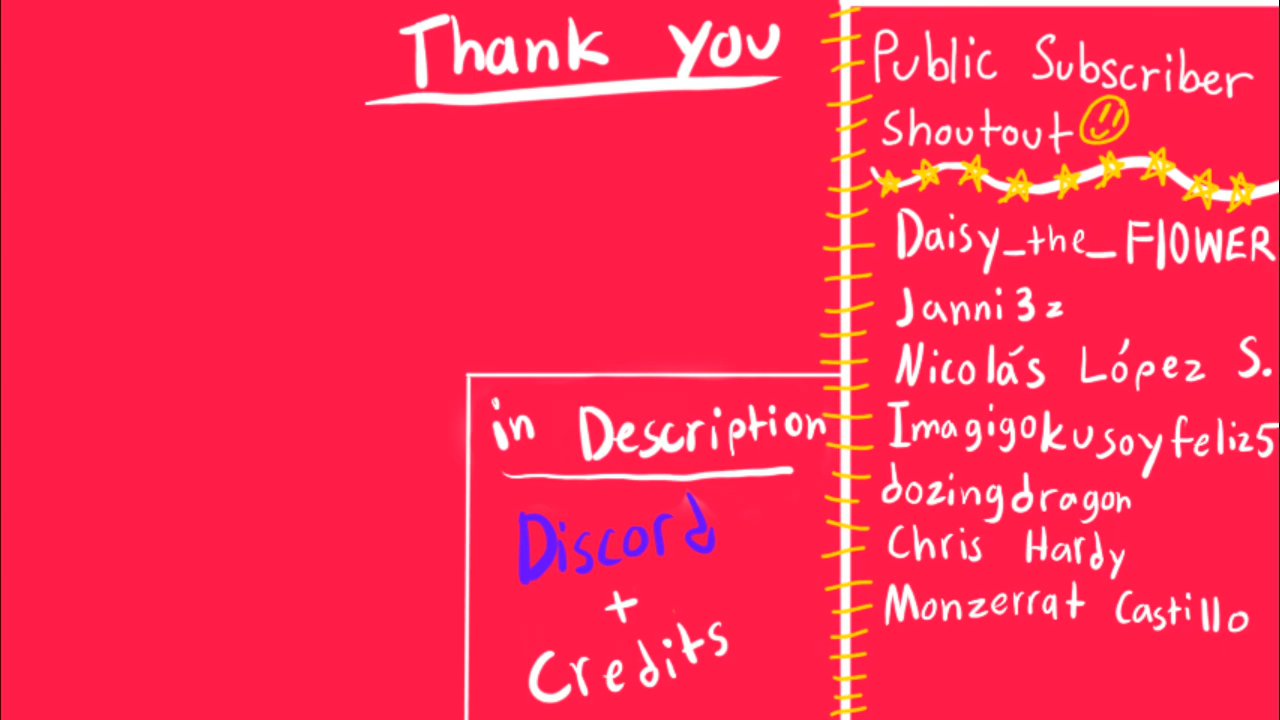 Thank you
in Description
Discord
+
Credits
Public Subscriber
Shoutout
Daisy_the_FlOWER
Janni3z
Nicolás López S.
Imagigokusoyfeliz5
dozingdragon
Chris Hardy
Monzerrat Castillo